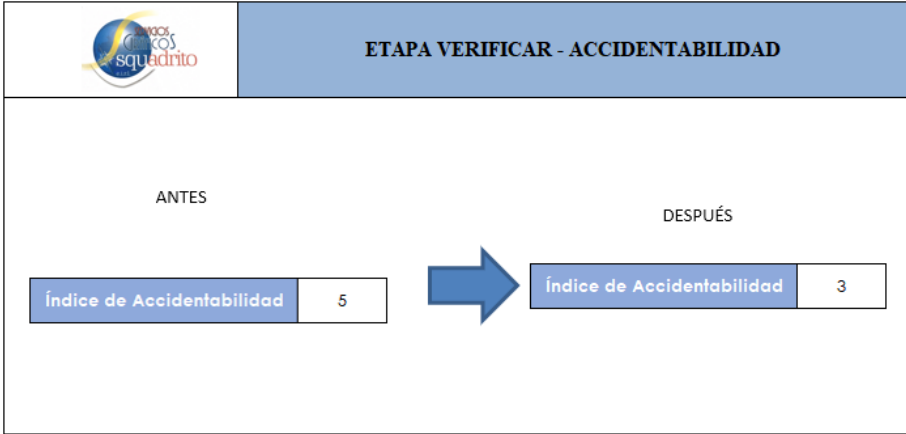 squadrito
ETAPA VERIFICAR - ACCIDENTABILIDAD
ANTES
DESPUÉS
Índice de Accidentabilidad 5
Índice de Accidentabilidad 3